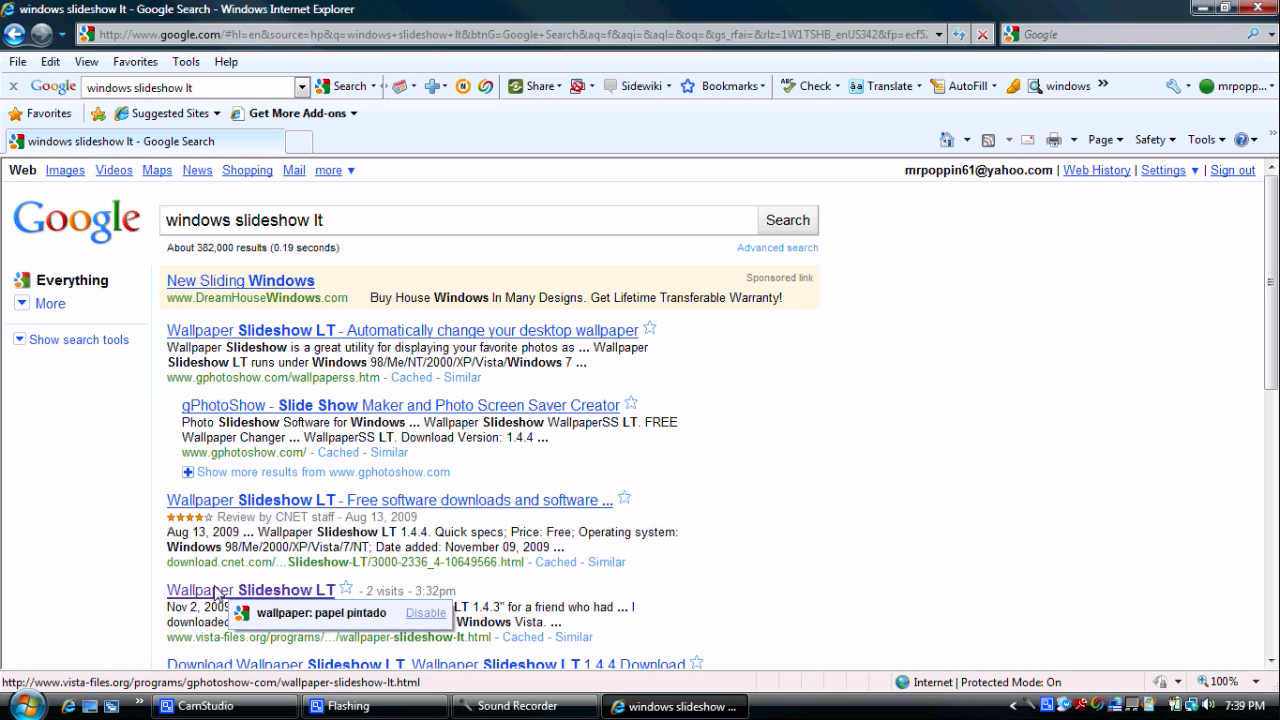 windows slideshow lt - Google Search - Windows Internet Explorer
http://www.google.com/#hl=en&source=hp&q=windows+slideshow+lt&btnG=Google+Search&aq=f&aqi=&aql=&oq=&gs_rfai=&rlz=1W1TSHB_enUS342&fp=ecf5 Google
File Edit View Favorites Tools Help
Google windows slideshow lt Search Share Sidewiki Bookmarks Check Translate AutoFill windows mrpopp...
Favorites Suggested Sites Get More Add-ons
windows slideshow lt - Google Search Page Safety Tools
Web Images Videos Maps News Shopping Mail more mrpoppin61@yahoo.com | Web History | Settings | Sign out
Google windows slideshow lt Search
About 382,000 results (0.19 seconds) Advanced search
Everything
More
Show search tools
New Sliding Windows Sponsored link
www.DreamHouseWindows.com Buy House Windows In Many Designs. Get Lifetime Transferable Warranty!
Wallpaper Slideshow LT - Automatically change your desktop wallpaper
Wallpaper Slideshow is a great utility for displaying your favorite photos as ... Wallpaper
Slideshow LT runs under Windows 98/Me/NT/2000/XP/Vista/Windows 7 ...
www.gphotoshow.com/wallpaperss.htm - Cached - Similar
gPhotoShow - Slide Show Maker and Photo Screen Saver Creator
Photo Slideshow Software for Windows ... Wallpaper Slideshow WallpaperSS LT. FREE
Wallpaper Changer ... WallpaperSS LT. Download Version: 1.4.4 ...
www.gphotoshow.com/ - Cached - Similar
Show more results from www.gphotoshow.com
Wallpaper Slideshow LT - Free software downloads and software ...
Review by CNET staff - Aug 13, 2009
Aug 13, 2009 ... Wallpaper Slideshow LT 1.4.4. Quick specs; Price: Free; Operating system:
Windows 98/Me/2000/XP/Vista/7/NT; Date added: November 09, 2009 ...
download.cnet.com/...Slideshow-LT/3000-2336_4-10649566.html - Cached - Similar
Wallpaper Slideshow LT - 2 visits - 3:32pm
Nov 2, 2009 LT 1.4.3" for a friend who had ... I
wallpaper: papel pintado Disable
downloaded Windows Vista. ...
www.vista-files.org/programs/.../wallpaper-slideshow-lt.html - Cached - Similar
Download Wallpaper Slideshow LT, Wallpaper Slideshow LT 1.4.4 Download
http://www.vista-files.org/programs/gphotoshow-com/wallpaper-slideshow-lt.html Internet | Protected Mode: On 100%
CamStudio Flashing Sound Recorder windows slideshow ... 7:39 PM